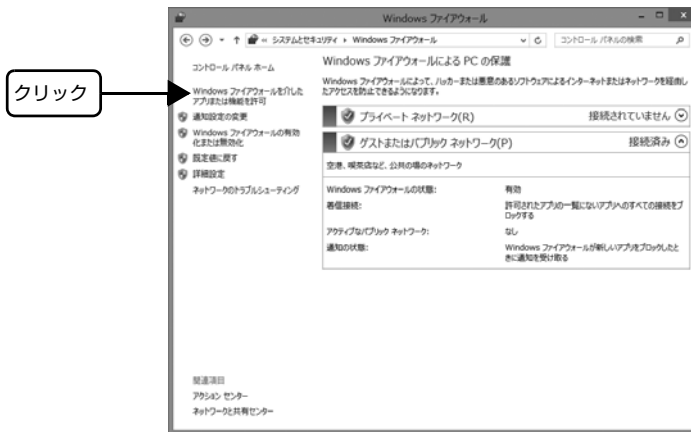 Windows ファイアウォール
システムとセキュリティ ▸ Windows ファイアウォール
コントロール パネルの検索
コントロール パネル ホーム
Windows ファイアウォールを介した
アプリまたは機能を許可
通知設定の変更
Windows ファイアウォールの有効
化または無効化
既定値に戻す
詳細設定
ネットワークのトラブルシューティング
クリック
Windows ファイアウォールによる PC の保護
Windows ファイアウォールによって、ハッカーまたは悪意のあるソフトウェアによるインターネットまたはネットワークを経由し
たアクセスを防止できるようになります。
プライベート ネットワーク(R) 接続されていません
ゲストまたはパブリック ネットワーク(P) 接続済み
空港、喫茶店など、公共の場のネットワーク
Windows ファイアウォールの状態: 有効
着信接続: 許可されたアプリの一覧にないアプリへのすべての接続をブ
ロックする
アクティブなパブリック ネットワーク: なし
通知の状態: Windows ファイアウォールが新しいアプリをブロックしたと
きに通知を受け取る
関連項目
アクション センター
ネットワークと共有センター